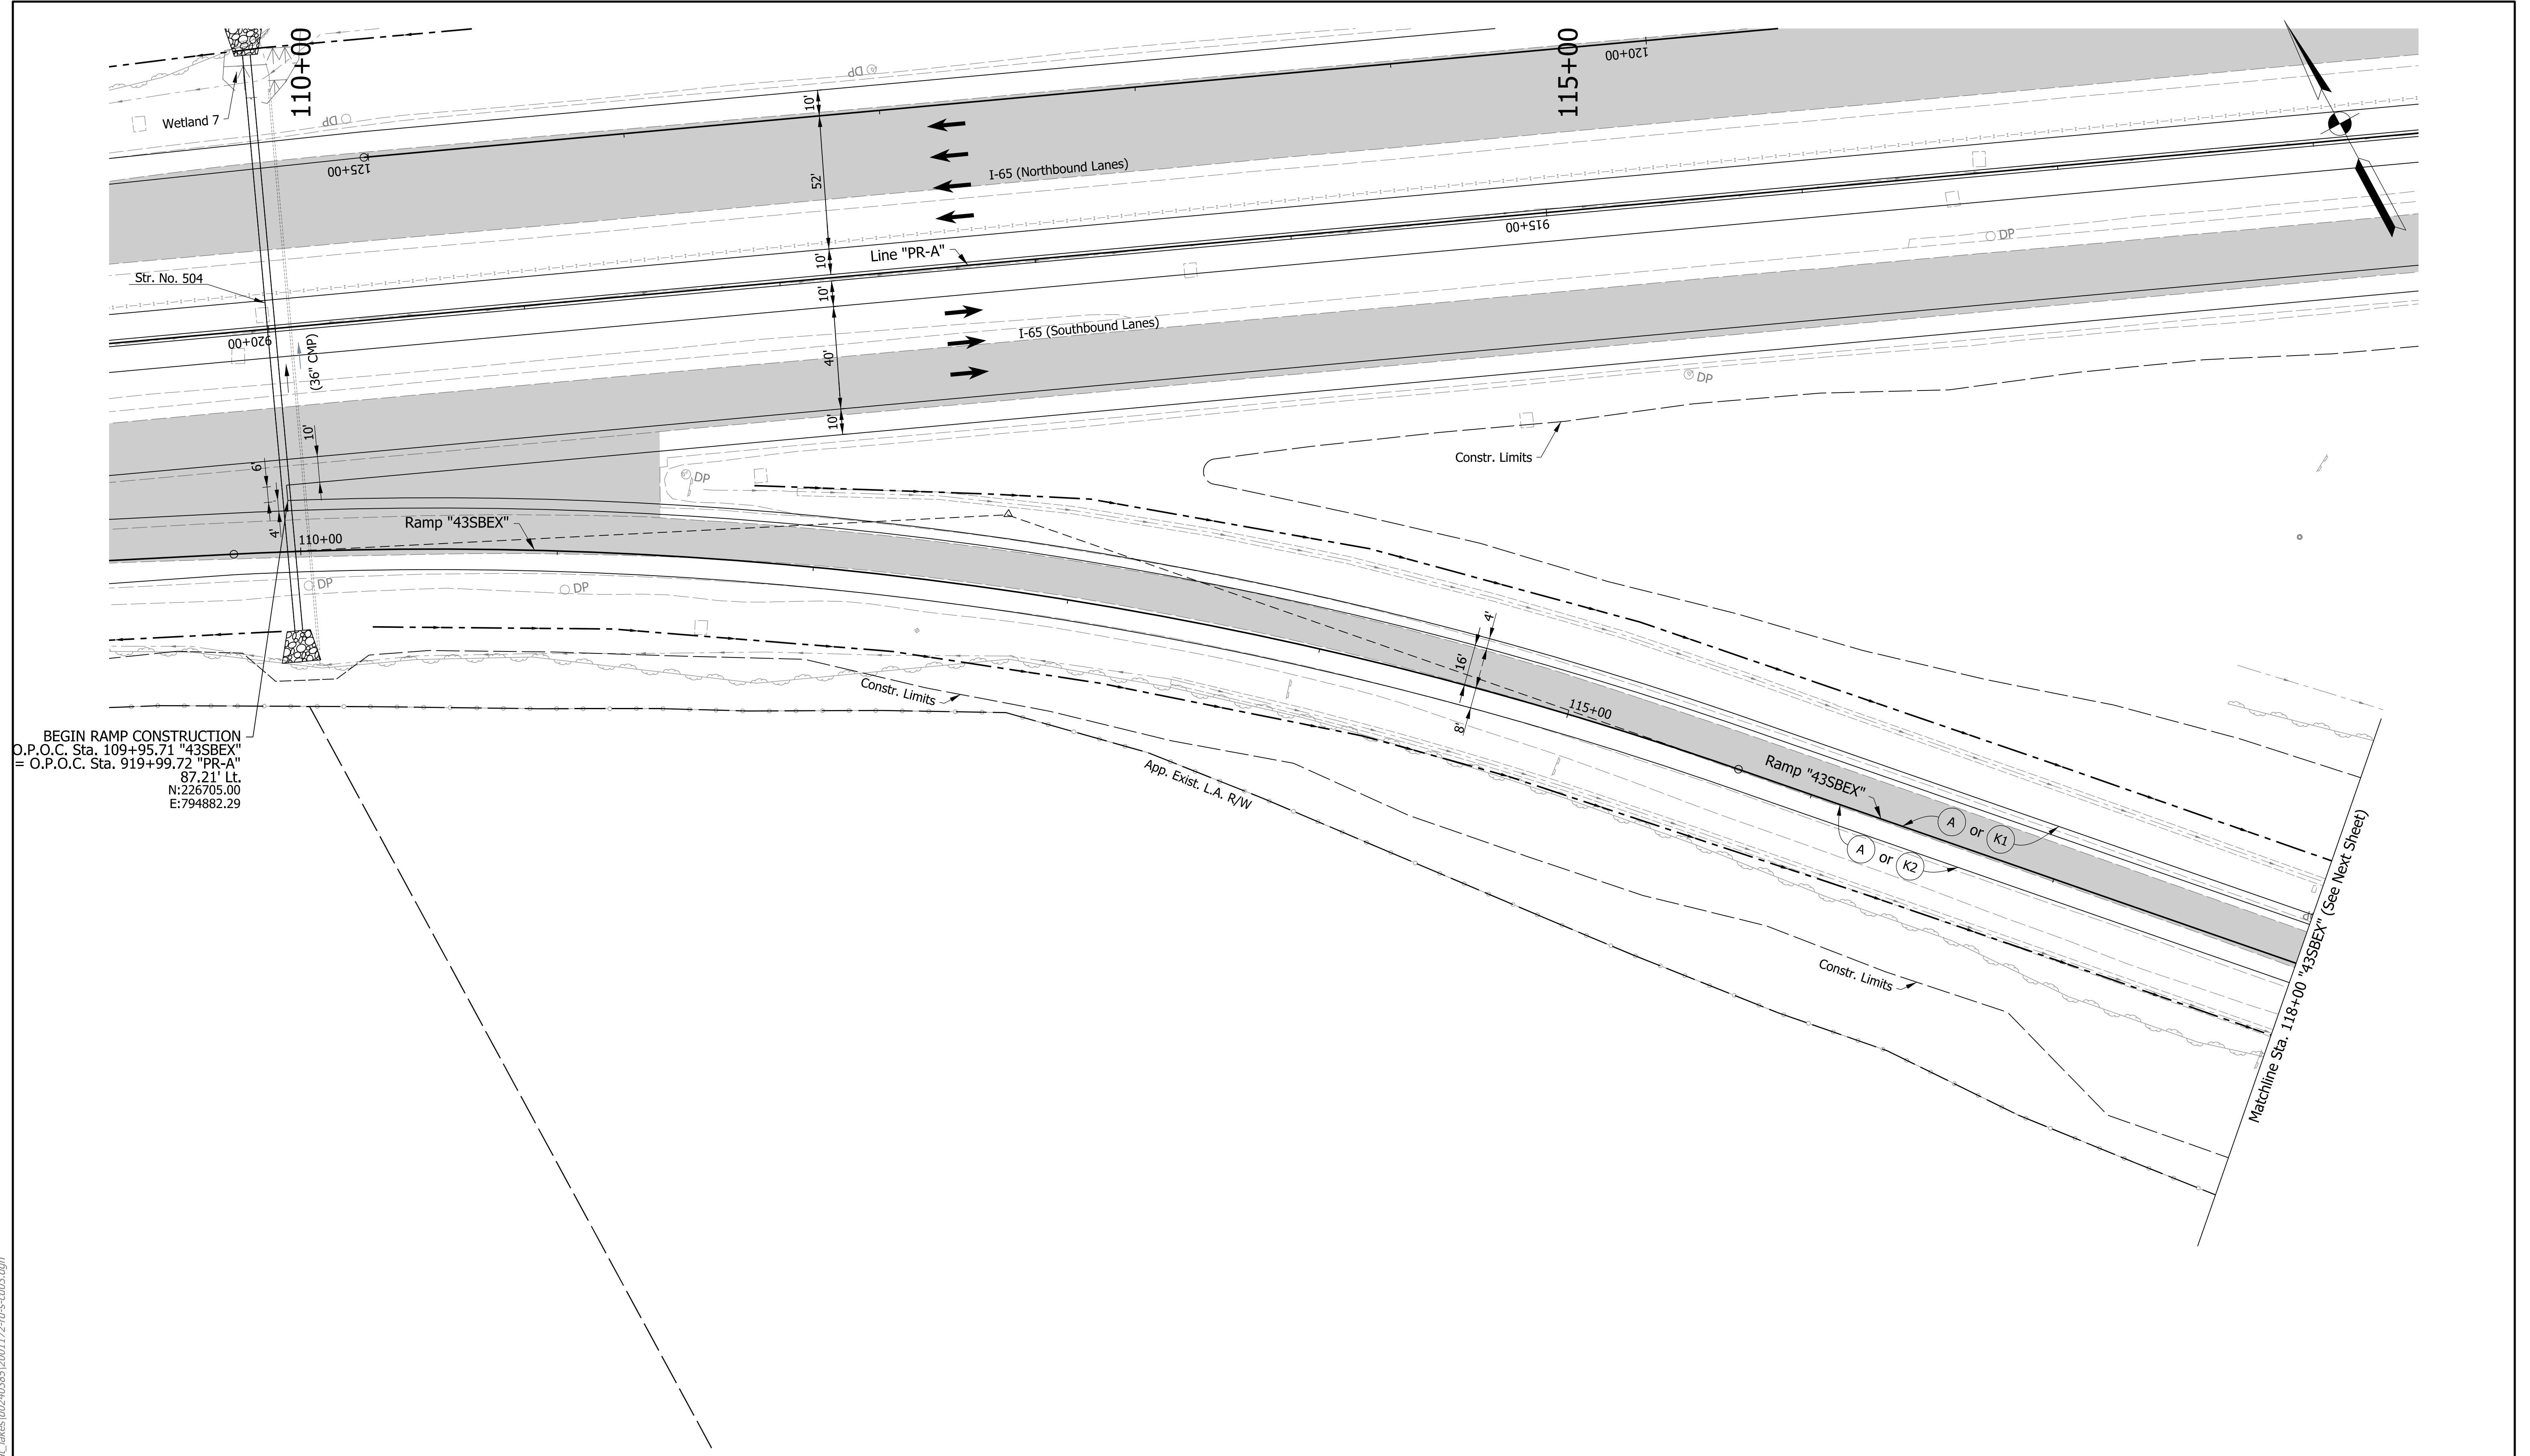 110+00
115+00
120+00
DP
DP
Wetland 7
10'
125+00
52'
I-65 (Northbound Lanes)
915+00
DP
10'
Line "PR-A"
Str. No. 504
10'
920+00
(36" CMP)
I-65 (Southbound Lanes)
40'
DP
10'
10'
6'
Constr. Limits
DP
4'
Ramp "43SBEX"
110+00
DP
DP
4'
16'
8'
115+00
Constr. Limits
BEGIN RAMP CONSTRUCTION
O.P.O.C. Sta. 109+95.71 "43SBEX"
= O.P.O.C. Sta. 919+99.72 "PR-A"
87.21' Lt.
N:226705.00
E:794882.29
App. Exist. L.A. R/W
Ramp "43SBEX"
A or K1
A or K2
Constr. Limits
Matchline Sta. 118+00 "43SBEX" (See Next Sheet)